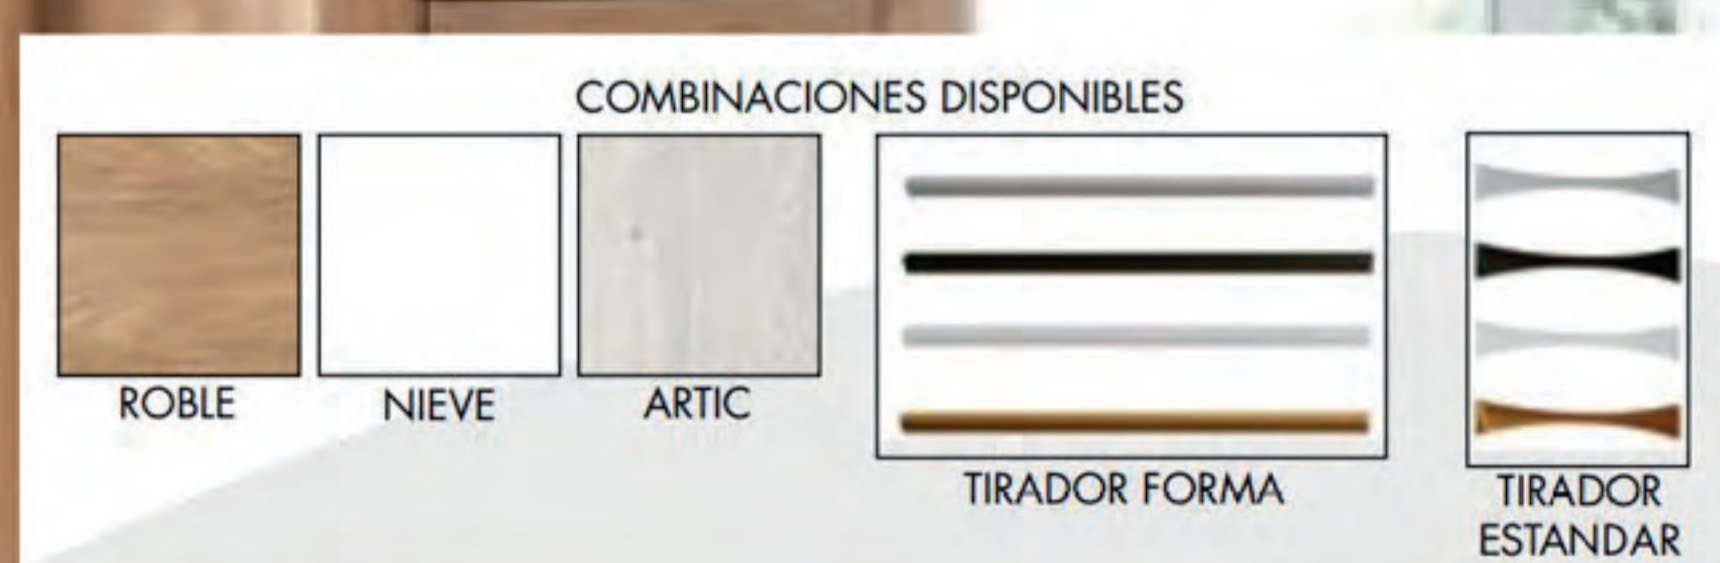 COMBINACIONES DISPONIBLES
ROBLE
NIEVE
ARTIC
TIRADOR FORMA
TIRADOR
ESTANDAR